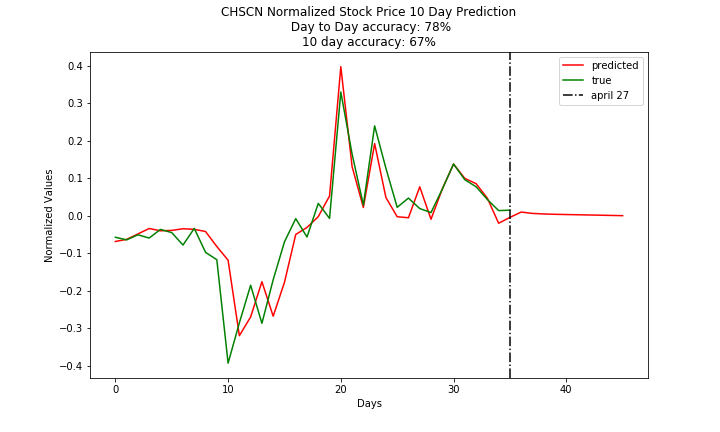 CHSCN Normalized Stock Price 10 Day Prediction
Day to Day accuracy: 78%
10 day accuracy: 67%
predicted
true
april 27
Normalized Values
0.4
0.3
0.2
0.1
0.0
−0.1
−0.2
−0.3
−0.4
0 10 20 30 40
Days